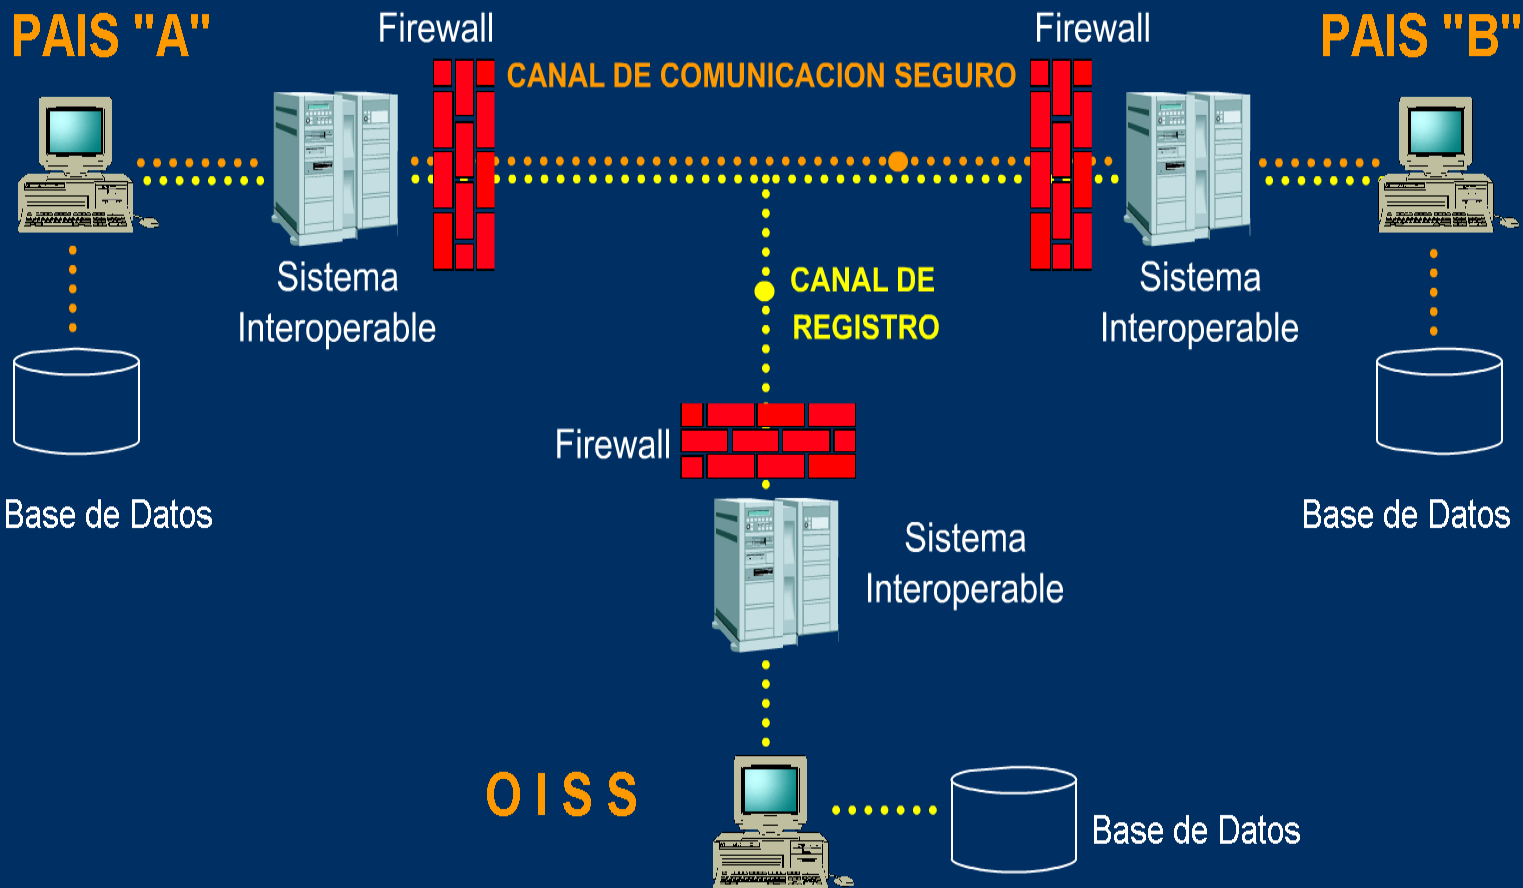 PAIS "A"
Firewall
Firewall
PAIS "B"
CANAL DE COMUNICACION SEGURO
Sistema
Interoperable
CANAL DE
REGISTRO
Sistema
Interoperable
Firewall
Base de Datos
Base de Datos
Sistema
Interoperable
O I S S
Base de Datos